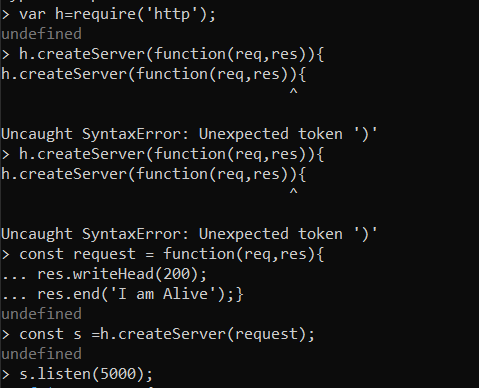 > var h=require('http');
undefined
> h.createServer(function(req,res)){
h.createServer(function(req,res)){
^
Uncaught SyntaxError: Unexpected token ')'
> h.createServer(function(req,res)){
h.createServer(function(req,res)){
^
Uncaught SyntaxError: Unexpected token ')'
> const request = function(req,res){
... res.writeHead(200);
... res.end('I am Alive');}
undefined
> const s =h.createServer(request);
undefined
> s.listen(5000);